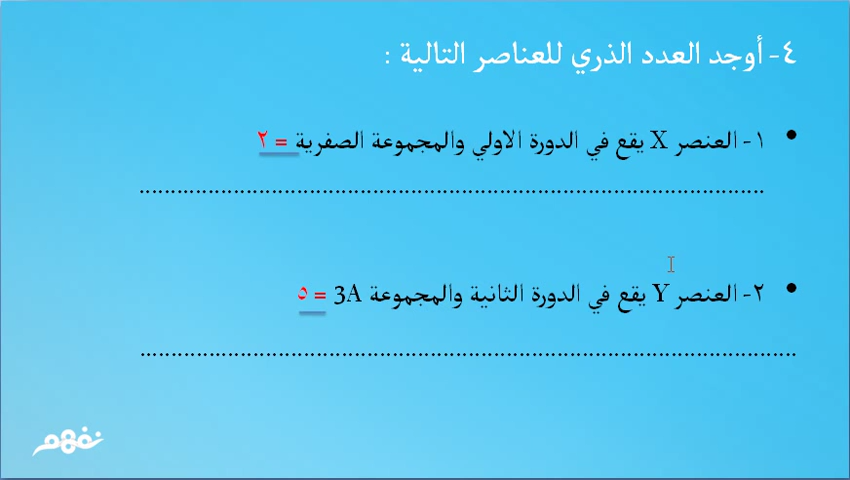 ٤- أوجد العدد الذري للعناصر التالية :
• ١- العنصر X يقع في الدورة الاولي والمجموعة الصفرية = ٢
................................................................................
• ٢- العنصر Y يقع في الدورة الثانية والمجموعة 3A = ٥
................................................................................
نفهم